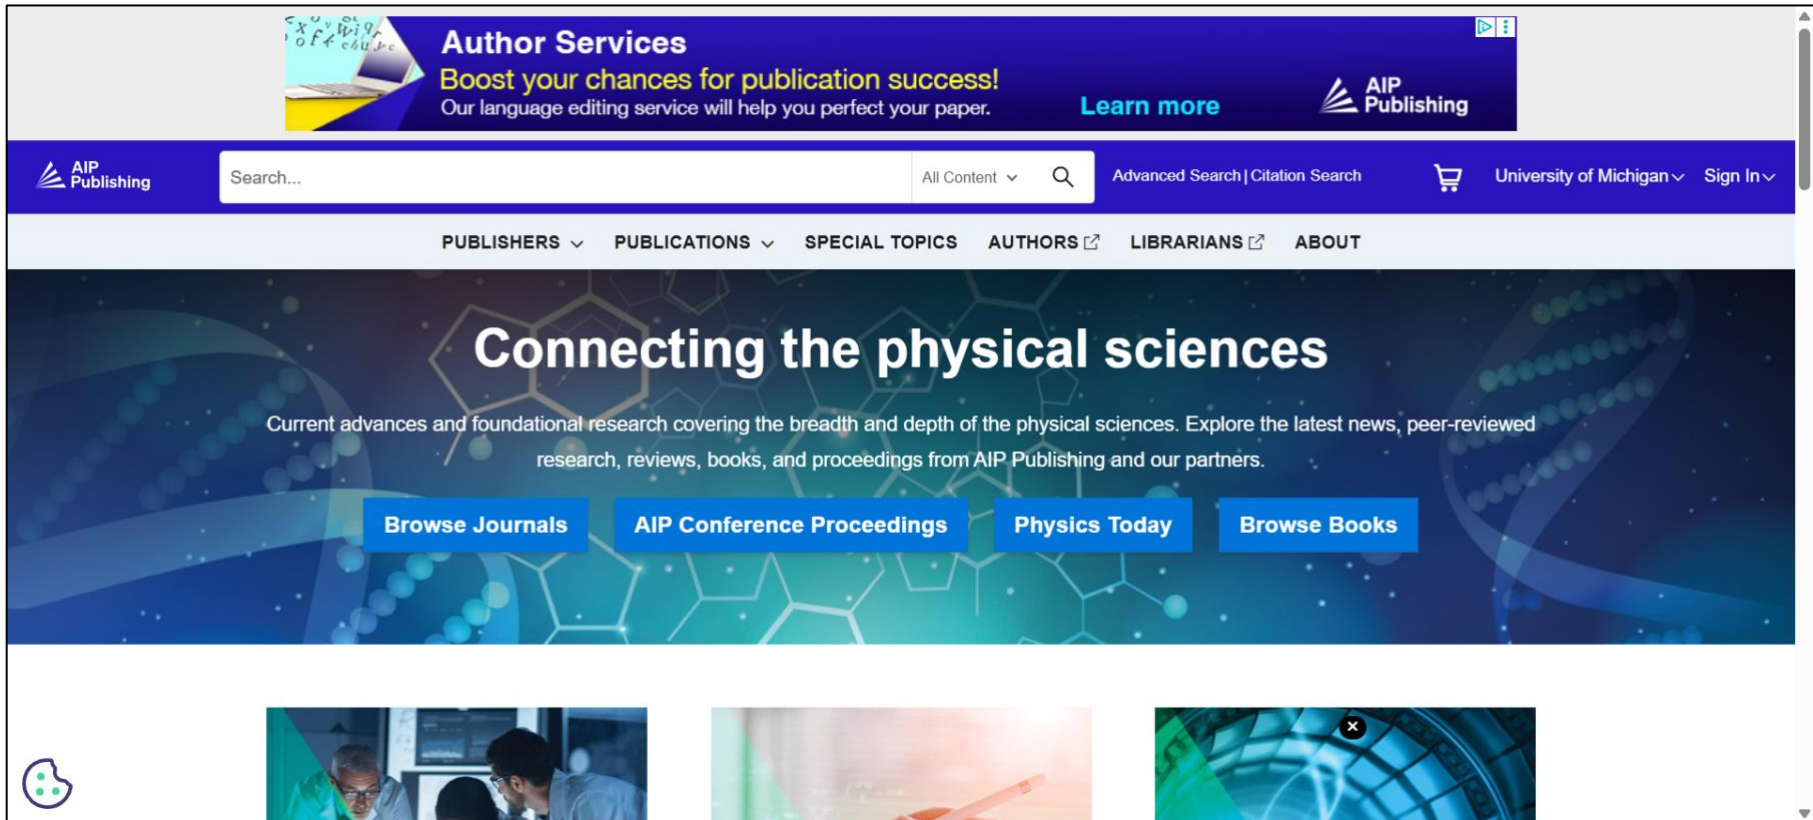 Author Services
Boost your chances for publication success!
Our language editing service will help you perfect your paper.
Learn more
AIP
Publishing
AIP
Publishing
Search...
All Content
Advanced Search | Citation Search
University of Michigan
Sign In
PUBLISHERS
PUBLICATIONS
SPECIAL TOPICS
AUTHORS
LIBRARIANS
ABOUT
Connecting the physical sciences
Current advances and foundational research covering the breadth and depth of the physical sciences. Explore the latest news, peer-reviewed
research, reviews, books, and proceedings from AIP Publishing and our partners.
Browse Journals
AIP Conference Proceedings
Physics Today
Browse Books